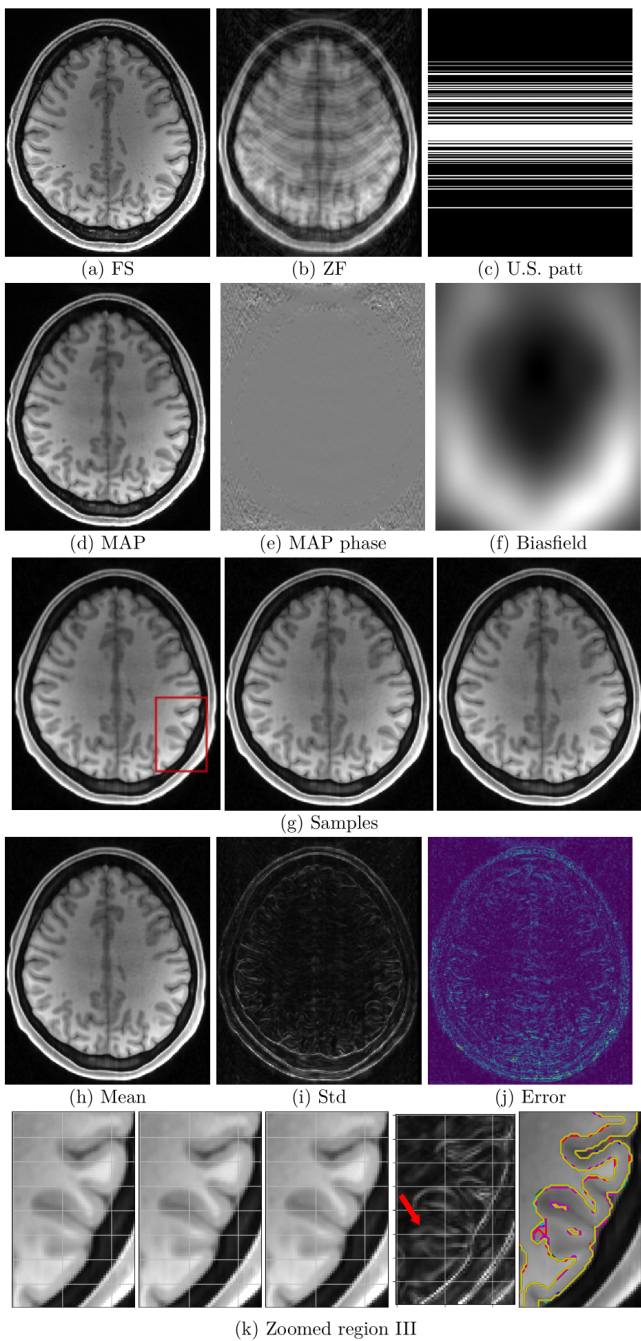 (a) FS
(b) ZF
(c) U.S. patt
(d) MAP
(e) MAP phase
(f) Biasfield
(g) Samples
(h) Mean
(i) Std
(j) Error
(k) Zoomed region III